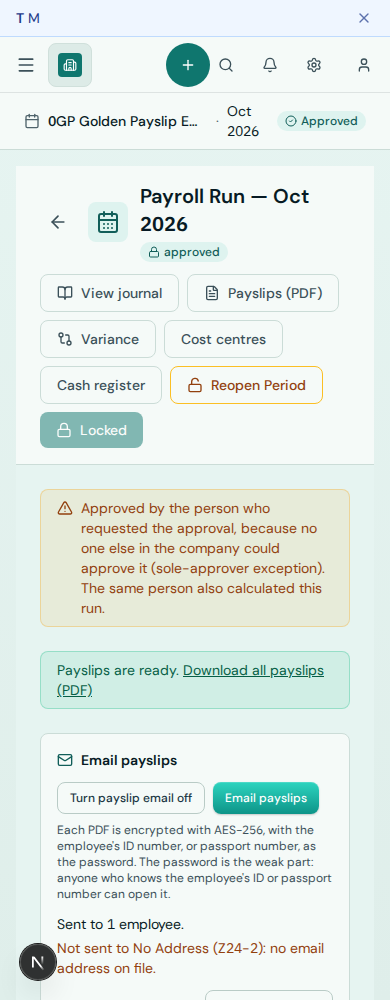 T M
0GP Golden Payslip E... · Oct 2026 Approved
Payroll Run — Oct
2026
approved
View journal Payslips (PDF)
Variance Cost centres
Cash register Reopen Period
Locked
Approved by the person who
requested the approval, because no
one else in the company could
approve it (sole-approver exception).
The same person also calculated this
run.
Payslips are ready. Download all payslips
(PDF)
Email payslips
Turn payslip email off Email payslips
Each PDF is encrypted with AES-256, with the
employee's ID number, or passport number, as
the password. The password is the weak part:
anyone who knows the employee's ID or passport
number can open it.
Sent to 1 employee.
Not sent to No Address (Z24-2): no email
address on file.
N